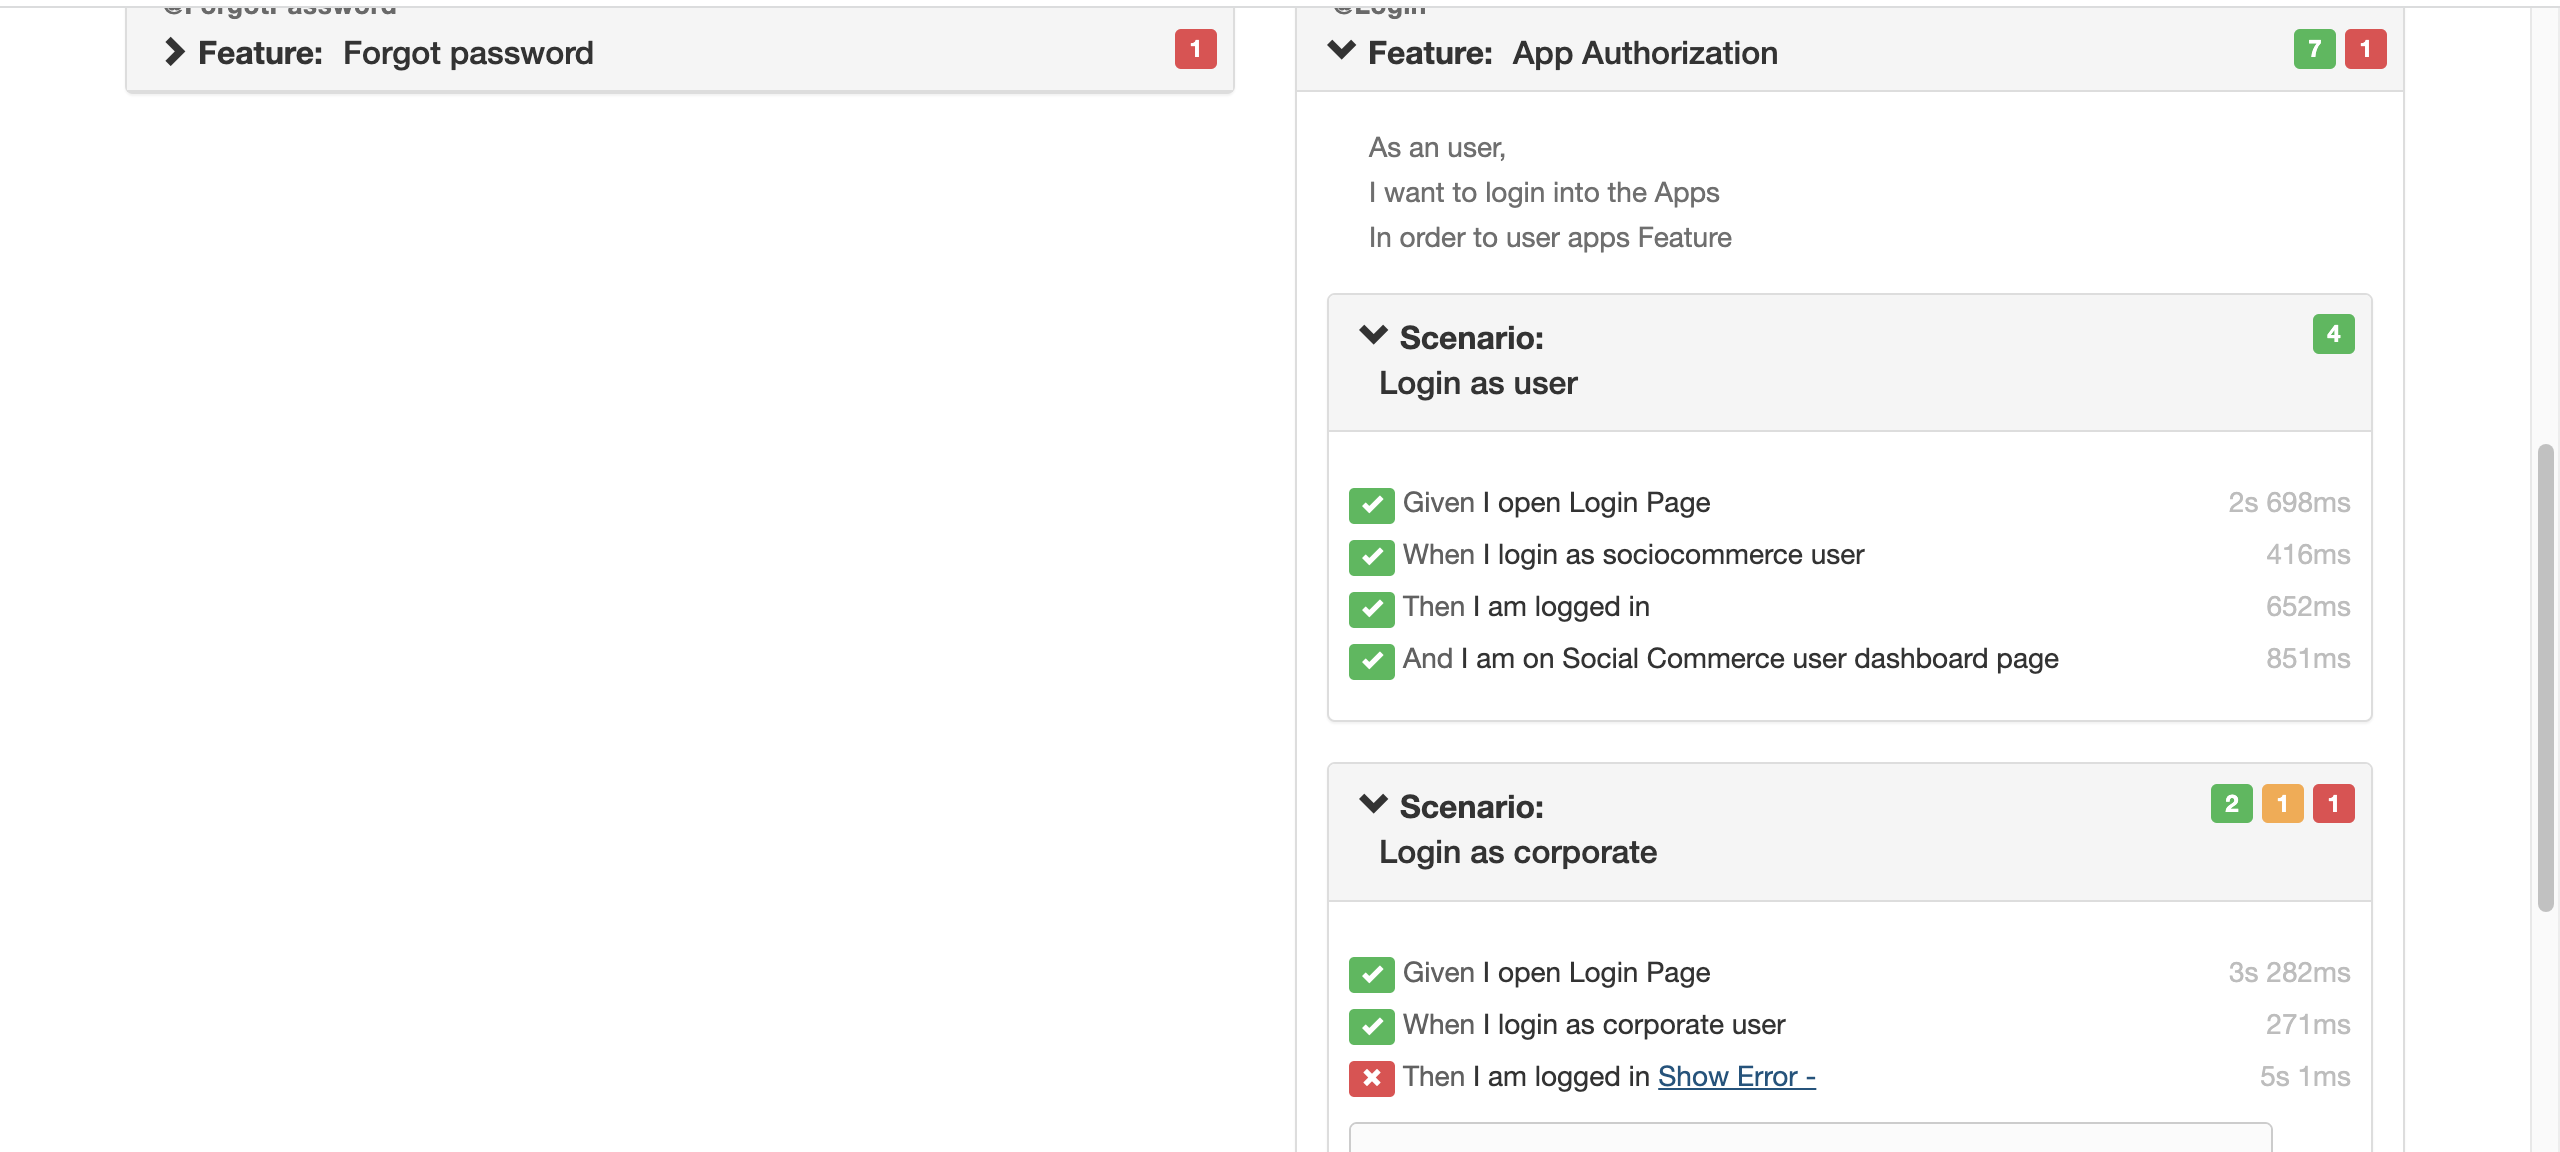 @ForgotPassword
Feature: Forgot password
1
@Login
Feature: App Authorization
7 1
As an user,
I want to login into the Apps
In order to user apps Feature
Scenario:
4
Login as user
Given I open Login Page 2s 698ms
When I login as sociocommerce user 416ms
Then I am logged in 652ms
And I am on Social Commerce user dashboard page 851ms
Scenario:
2 1 1
Login as corporate
Given I open Login Page 3s 282ms
When I login as corporate user 271ms
Then I am logged in Show Error - 5s 1ms